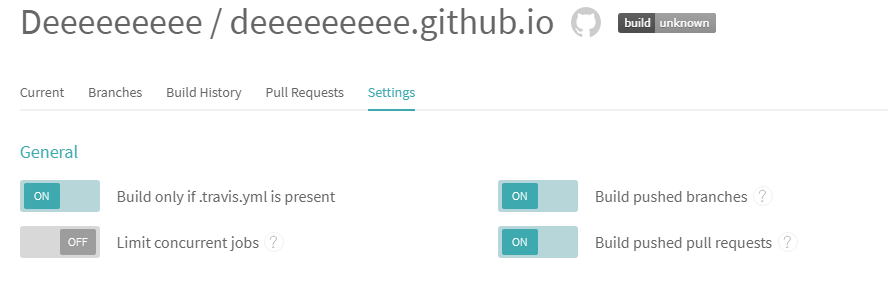 Deeeeeeeee / deeeeeeeee.github.io build unknown
Current Branches Build History Pull Requests Settings
General
ON Build only if .travis.yml is present ON Build pushed branches ?
OFF Limit concurrent jobs ? ON Build pushed pull requests ?